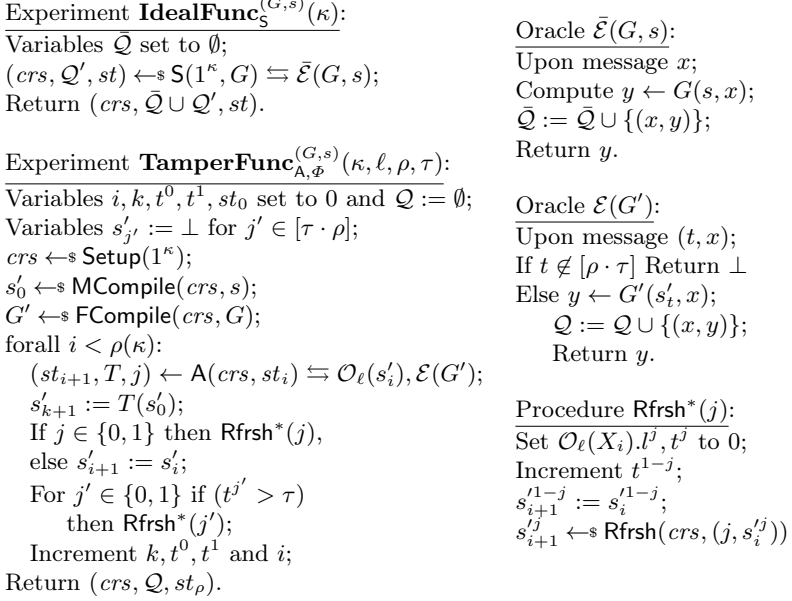 Experiment IdealFunc_S^{(G,s)}(κ):
Variables Q̄ set to ∅;
(crs, Q′, st) ←$ S(1^κ, G) ⇆ Ē(G, s);
Return (crs, Q̄ ∪ Q′, st).
Experiment TamperFunc_{A,Φ}^{(G,s)}(κ, ℓ, ρ, τ):
Variables i, k, t^0, t^1, st_0 set to 0 and Q := ∅;
Variables s′_{j′} := ⊥ for j′ ∈ [τ · ρ];
crs ←$ Setup(1^κ);
s′_0 ←$ MCompile(crs, s);
G′ ←$ FCompile(crs, G);
forall i < ρ(κ):
(st_{i+1}, T, j) ← A(crs, st_i) ⇆ O_ℓ(s′_i), E(G′);
s′_{k+1} := T(s′_0);
If j ∈ {0, 1} then Rfrsh*(j),
else s′_{i+1} := s′_i;
For j′ ∈ {0, 1} if (t^{j′} > τ)
then Rfrsh*(j′);
Increment k, t^0, t^1 and i;
Return (crs, Q, st_ρ).
Oracle Ē(G, s):
Upon message x;
Compute y ← G(s, x);
Q̄ := Q̄ ∪ {(x, y)};
Return y.
Oracle E(G′):
Upon message (t, x);
If t ∉ [ρ · τ] Return ⊥
Else y ← G′(s′_t, x);
Q := Q ∪ {(x, y)};
Return y.
Procedure Rfrsh*(j):
Set O_ℓ(X_i).l^j, t^j to 0;
Increment t^{1−j};
s′^{1−j}_{i+1} := s′^{1−j}_i;
s′^j_{i+1} ←$ Rfrsh(crs, (j, s′^j_i))